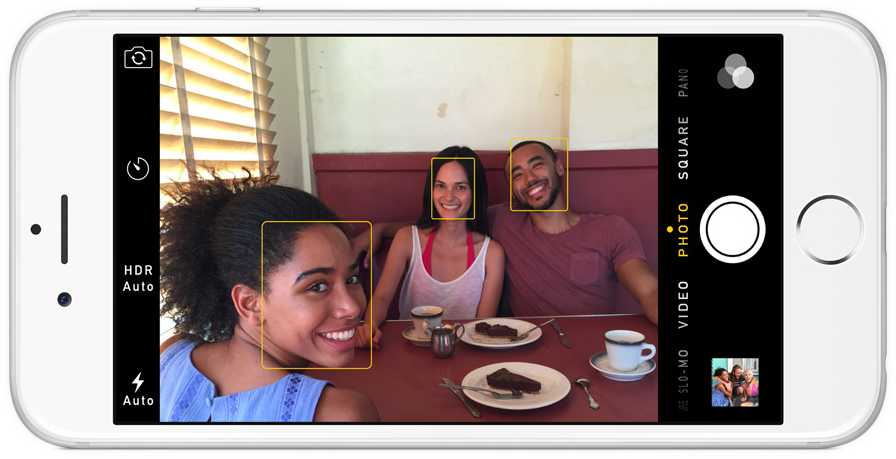 HDR
Auto
Auto
PANO
SQUARE
PHOTO
VIDEO
SLO-MO